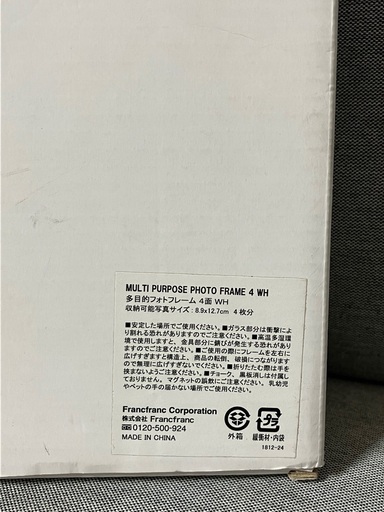 MULTI PURPOSE PHOTO FRAME 4 WH
多目的フォトフレーム 4面 WH
収納可能写真サイズ：8.9x12.7cm 4枚分
■安定した場所でご使用ください。■ガラス部分は衝撃によ
り割れる恐れがありますのでご注意ください。■高温多湿環
境で使用しますと、金具部分に錆びが発生する恐れがありま
すのでご注意ください。■ご使用の際にフレームを左右に
広げすぎますと構造上、商品の転倒、破損につながります
ので無理に広げすぎないでください。■折りたたむ際は手を
挟まないようご注意ください。■チョーク、黒板消しは付属し
ておりません。マグネットの誤飲にご注意ください。乳幼児
やペットの手の届かない場所でご使用ください。
Francfranc Corporation
株式会社 Francfranc
0120-500-924
MADE IN CHINA
外箱
プラ
緩衝材・内袋
1812-24